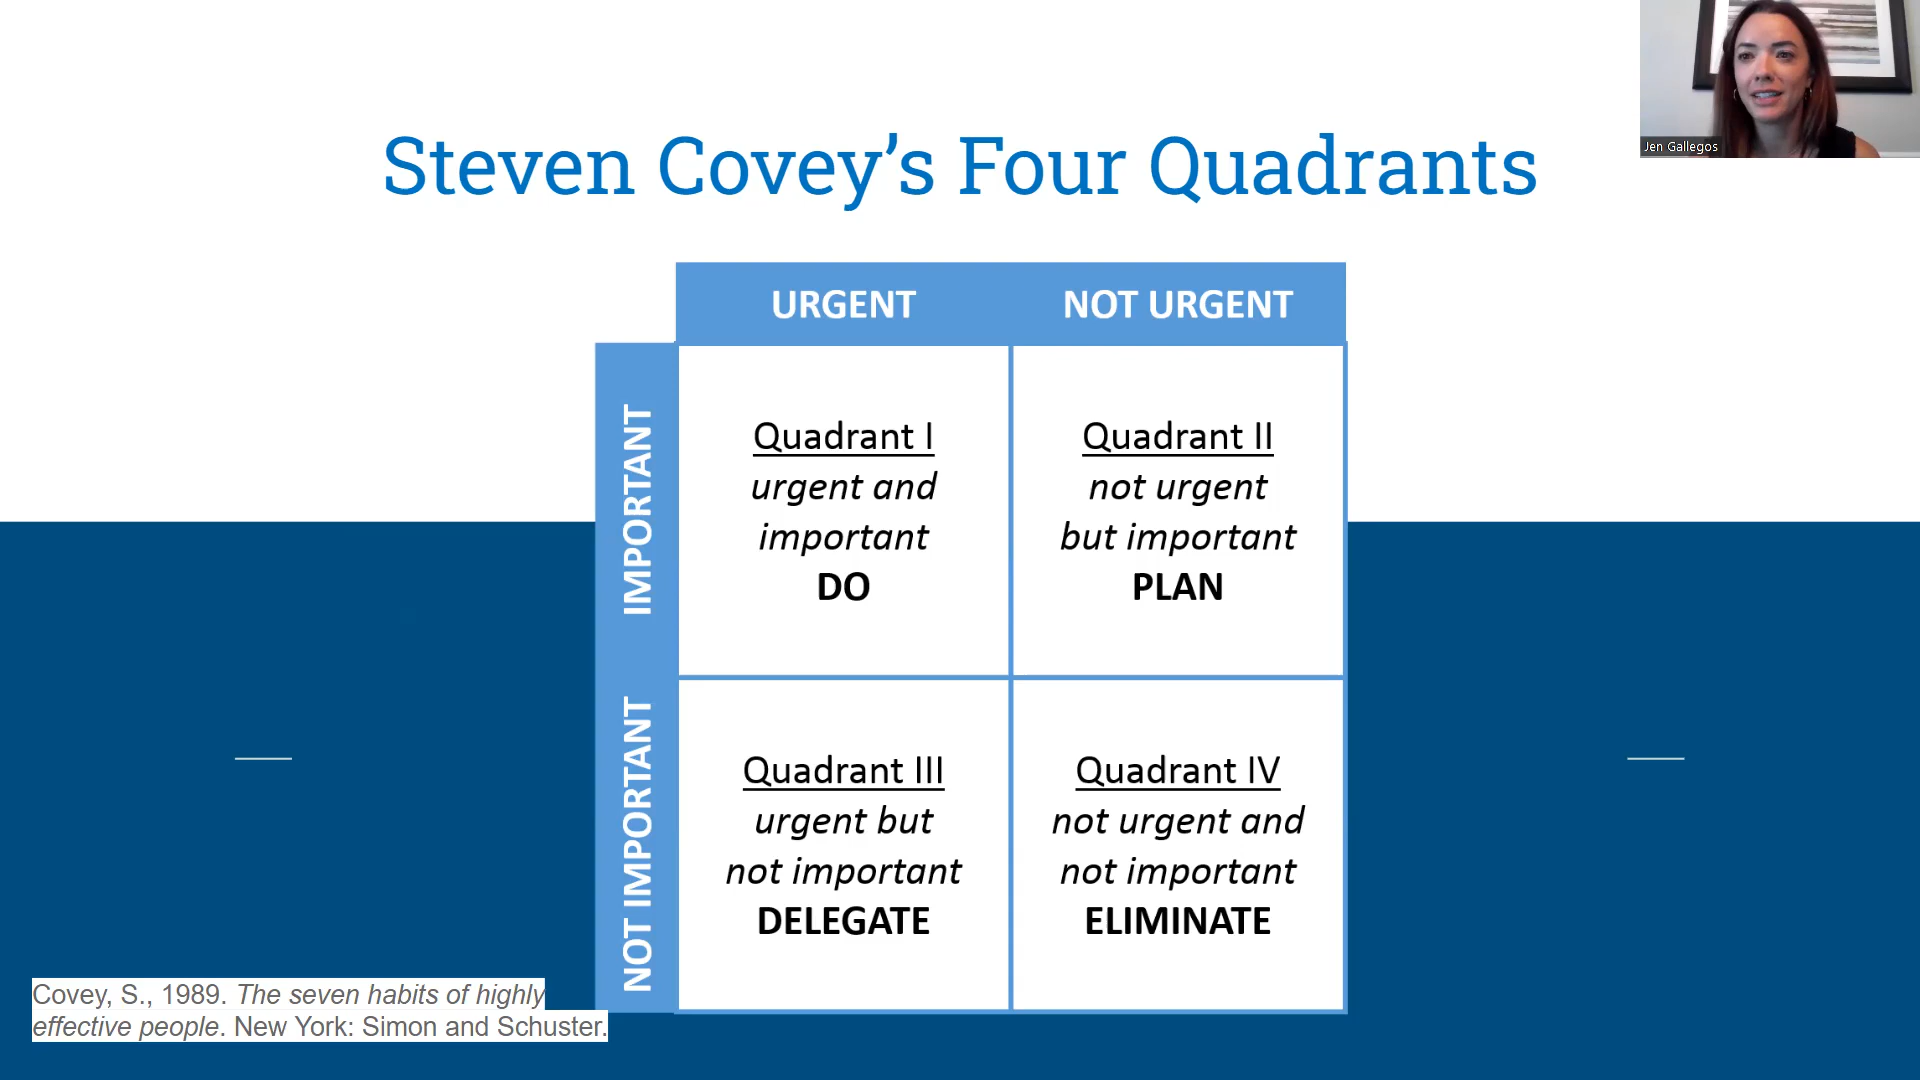 Jen Gallegos
Steven Covey’s Four Quadrants
URGENT
NOT URGENT
IMPORTANT
Quadrant I
urgent and
important
DO
Quadrant II
not urgent
but important
PLAN
NOT IMPORTANT
Quadrant III
urgent but
not important
DELEGATE
Quadrant IV
not urgent and
not important
ELIMINATE
Covey, S., 1989. The seven habits of highly
effective people. New York: Simon and Schuster.